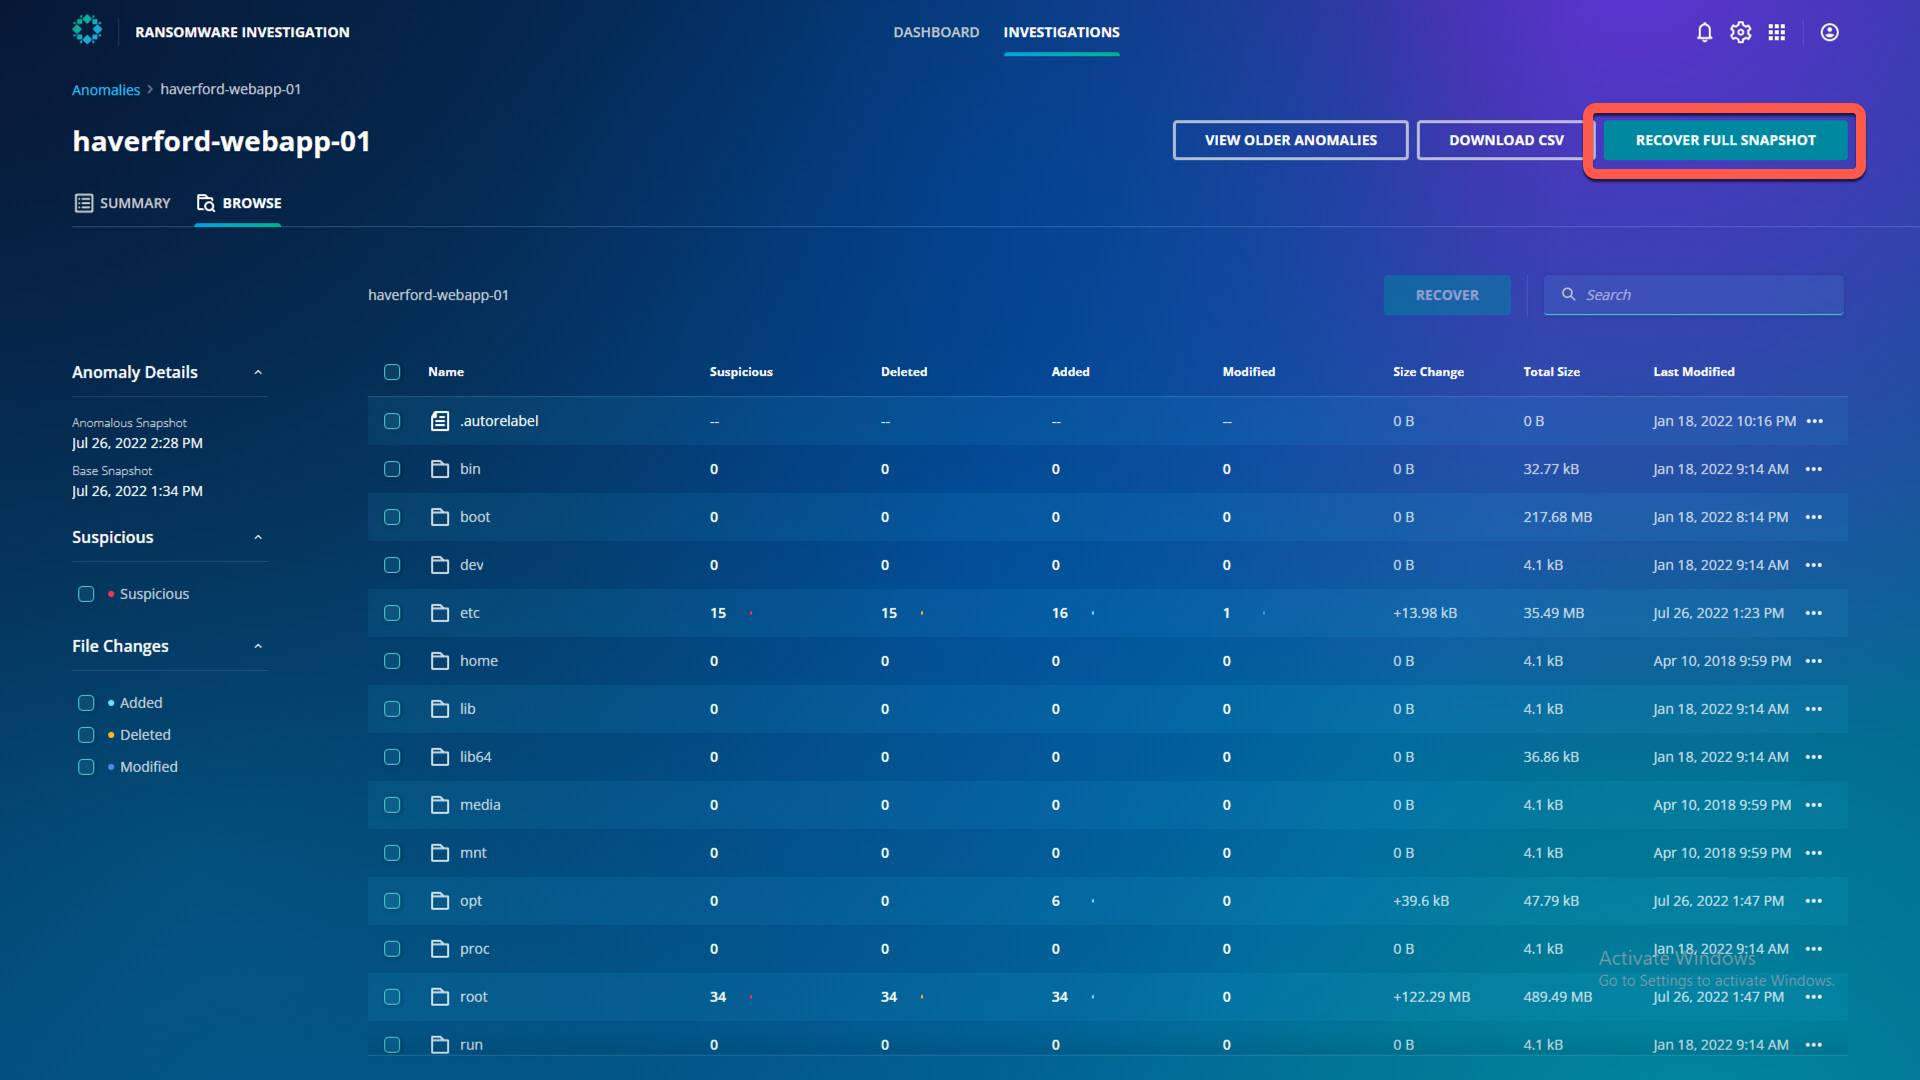 RANSOMWARE INVESTIGATION
DASHBOARD INVESTIGATIONS
Anomalies > haverford-webapp-01
haverford-webapp-01
VIEW OLDER ANOMALIES DOWNLOAD CSV RECOVER FULL SNAPSHOT
SUMMARY BROWSE
haverford-webapp-01 RECOVER Search
Anomaly Details
Anomalous Snapshot
Jul 26, 2022 2:28 PM
Base Snapshot
Jul 26, 2022 1:34 PM
Suspicious
Suspicious
File Changes
Added
Deleted
Modified
Name Suspicious Deleted Added Modified Size Change Total Size Last Modified
.autorelabel -- -- -- -- 0 B 0 B Jan 18, 2022 10:16 PM •••
bin 0 0 0 0 0 B 32.77 kB Jan 18, 2022 9:14 AM •••
boot 0 0 0 0 0 B 217.68 MB Jan 18, 2022 8:14 PM •••
dev 0 0 0 0 0 B 4.1 kB Jan 18, 2022 9:14 AM •••
etc 15 15 16 1 +13.98 kB 35.49 MB Jul 26, 2022 1:23 PM •••
home 0 0 0 0 0 B 4.1 kB Apr 10, 2018 9:59 PM •••
lib 0 0 0 0 0 B 4.1 kB Jan 18, 2022 9:14 AM •••
lib64 0 0 0 0 0 B 36.86 kB Jan 18, 2022 9:14 AM •••
media 0 0 0 0 0 B 4.1 kB Apr 10, 2018 9:59 PM •••
mnt 0 0 0 0 0 B 4.1 kB Apr 10, 2018 9:59 PM •••
opt 0 0 6 0 +39.6 kB 47.79 kB Jul 26, 2022 1:47 PM •••
proc 0 0 0 0 0 B 4.1 kB Jan 18, 2022 9:14 AM •••
Activate Windows
Go to Settings to activate Windows.
root 34 34 34 0 +122.29 MB 489.49 MB Jul 26, 2022 1:47 PM •••
run 0 0 0 0 0 B 4.1 kB Jan 18, 2022 9:14 AM •••